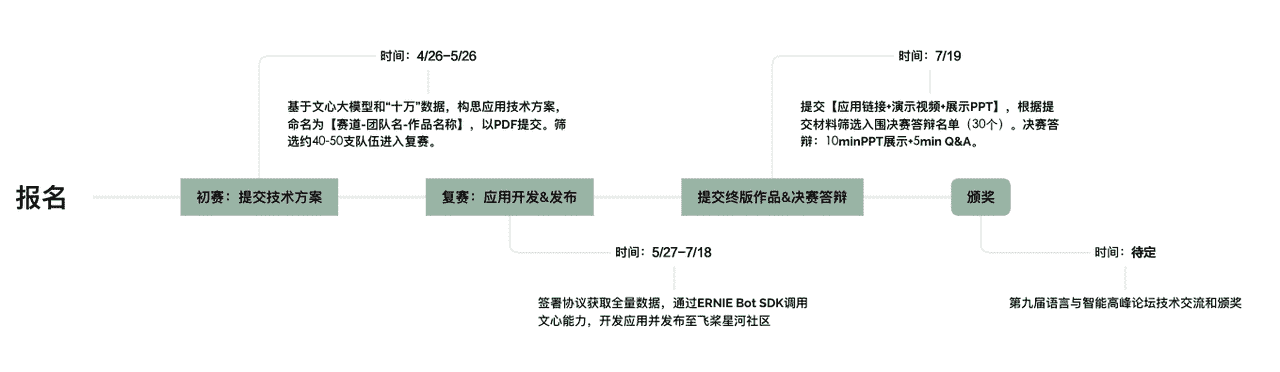 报名
初赛：提交技术方案
时间：4/26-5/26
基于文心大模型和“十万”数据，构思应用技术方案，
命名为【赛道-团队名-作品名称】，以PDF提交。筛
选约40-50支队伍进入复赛。
复赛：应用开发&发布
时间：5/27-7/18
签署协议获取全量数据，通过ERNIE Bot SDK调用
文心能力，开发应用并发布至飞桨星河社区
提交终版作品&决赛答辩
时间：7/19
提交【应用链接+演示视频+展示PPT】，根据提
交材料筛选入围决赛答辩名单（30个）。决赛答
辩：10minPPT展示+5min Q&A。
颁奖
时间：待定
第九届语言与智能高峰论坛技术交流和颁奖